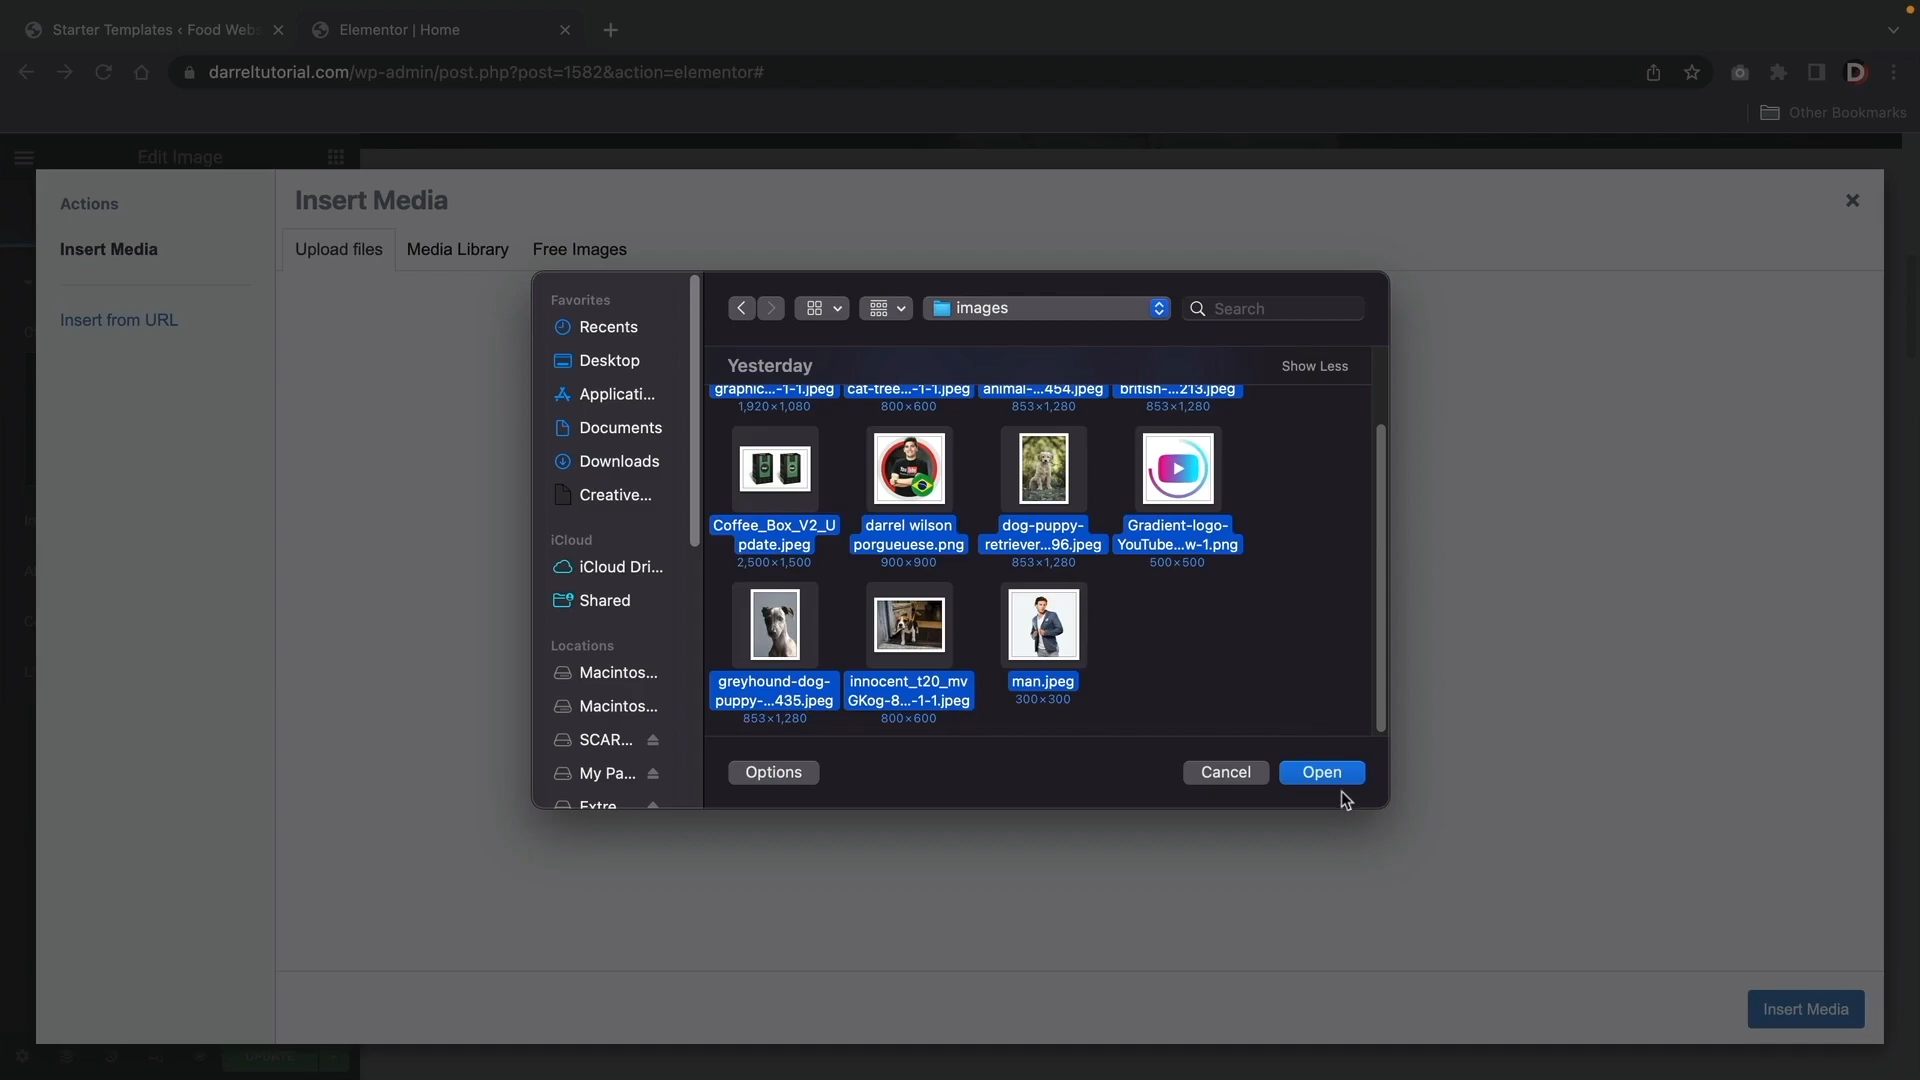 Starter Templates ‹ Food Webs
Elementor | Home
darreltutorial.com/wp-admin/post.php?post=1582&action=elementor#
Other Bookmarks
Edit Image
Actions
Insert Media
Insert from URL
Insert Media
Upload files
Media Library
Free Images
Favorites
Recents
Desktop
Applicati...
Documents
Downloads
Creative...
iCloud
iCloud Dri...
Shared
Locations
Macintos...
Macintos...
SCAR...
My Pa...
Extre
images
Search
Yesterday
Show Less
graphic...-1-1.jpeg
cat-tree...-1-1.jpeg
animal-...454.jpeg
british-...213.jpeg
1,920×1,080
800×600
853×1,280
853×1,280
Coffee_Box_V2_U
pdate.jpeg
2,500×1,500
darrel wilson
porgueuese.png
900×900
dog-puppy-
retriever...96.jpeg
853×1,280
Gradient-logo-
YouTube...w-1.png
500×500
greyhound-dog-
puppy-...435.jpeg
853×1,280
innocent_t20_mv
GKog-8...-1-1.jpeg
800×600
man.jpeg
300×300
Options
Cancel
Open
Insert Media
UPDATE